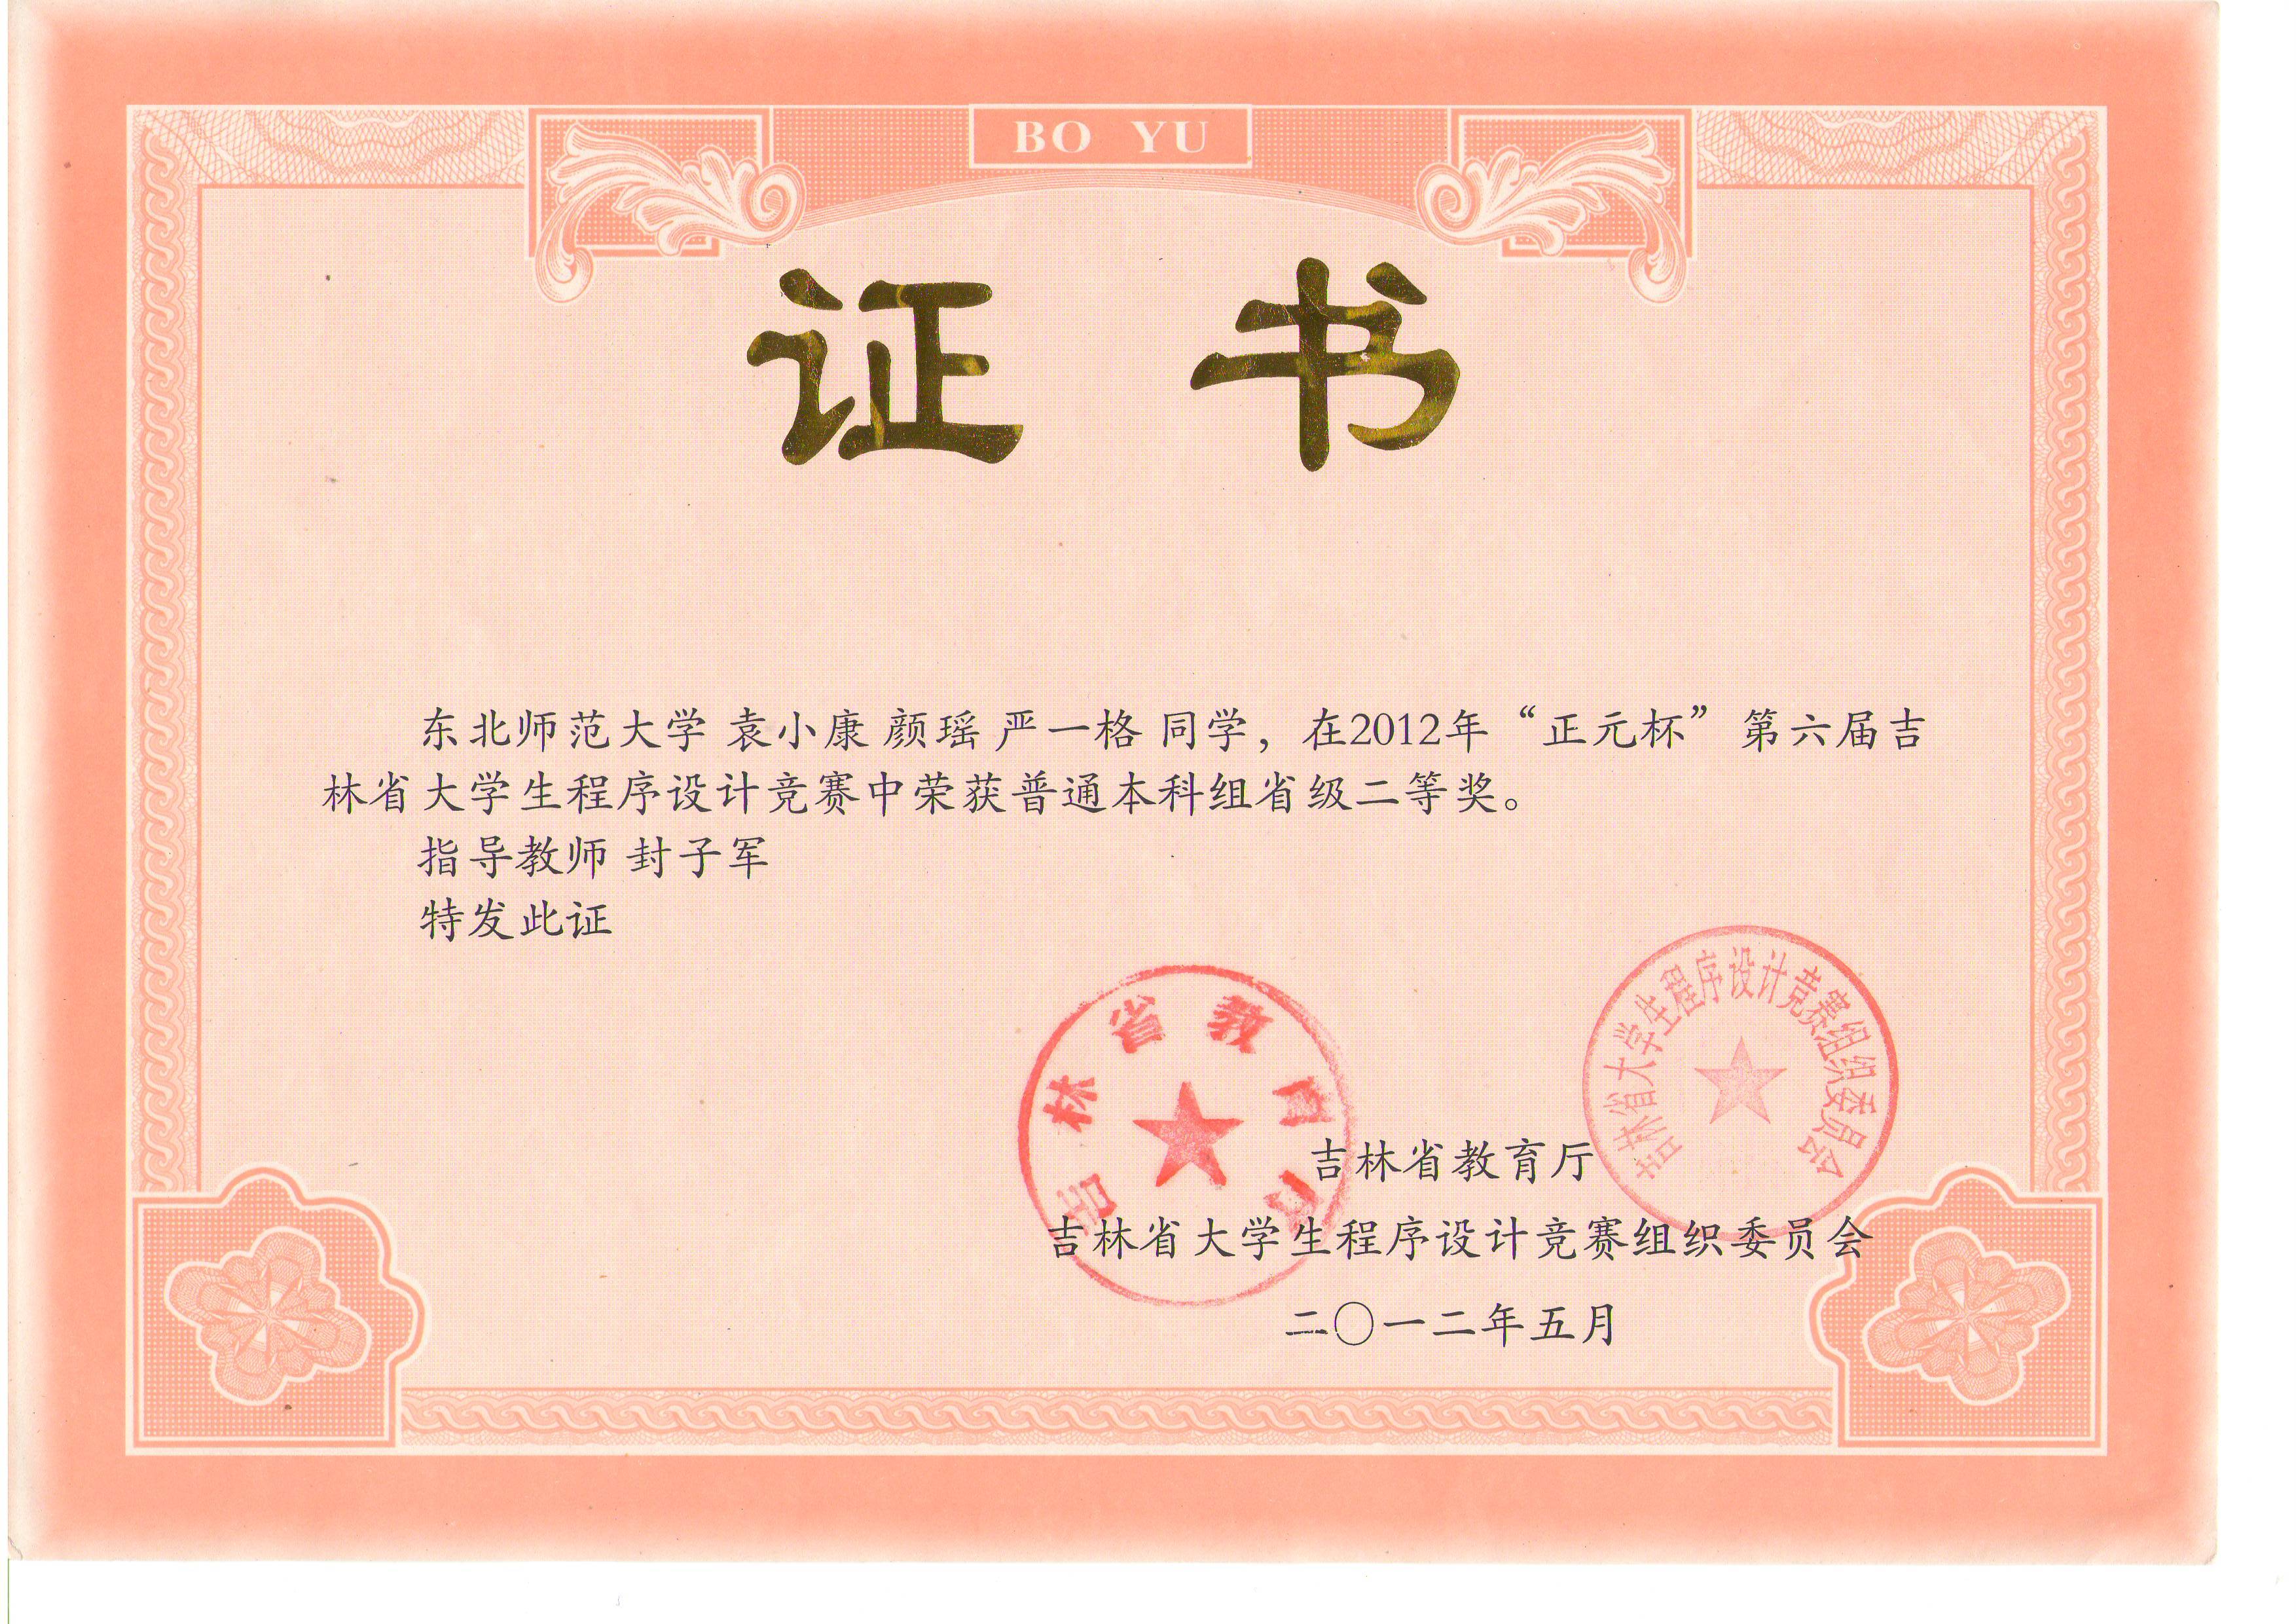 BO YU
证 书
东北师范大学 袁小康 颜瑶 严一格 同学，在2012年“正元杯”第六届吉
林省大学生程序设计竞赛中荣获普通本科组省级二等奖。
指导教师 封子军
特发此证
吉林省教育厅
吉林省大学生程序设计竞赛组织委员会
吉林省教育厅
吉林省大学生程序设计竞赛组织委员会
二〇一二年五月